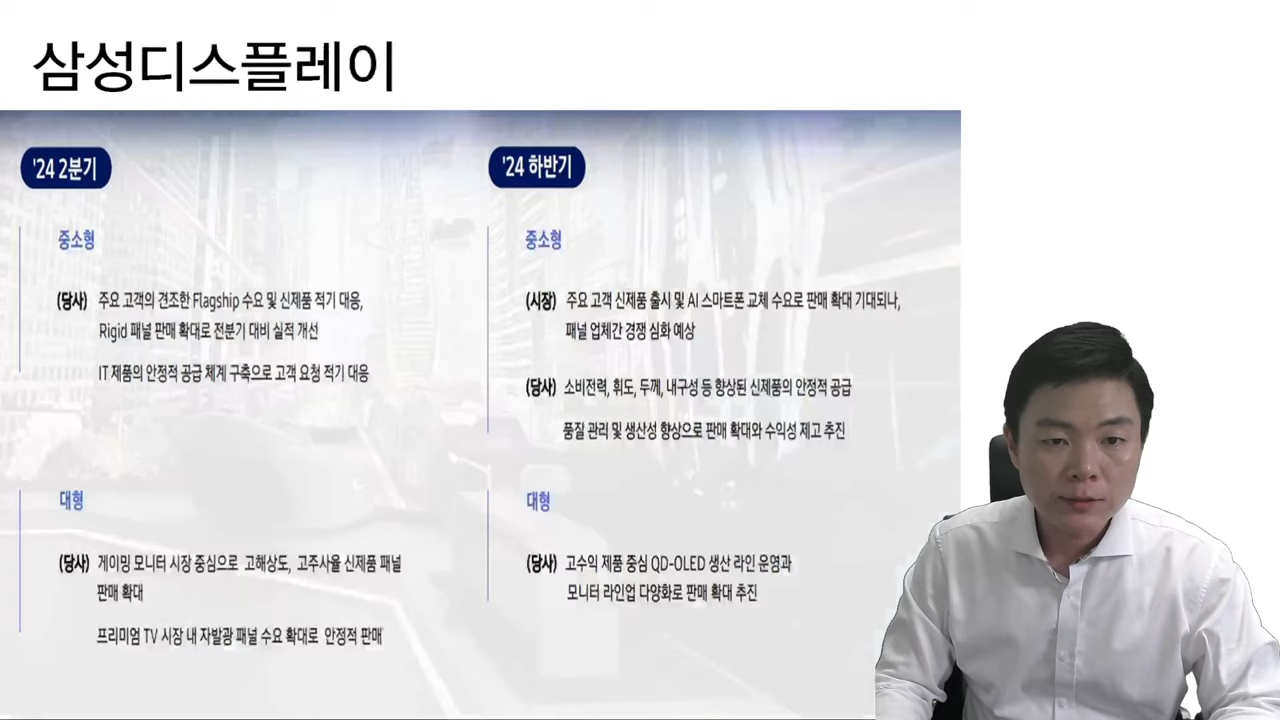 삼성디스플레이
'24 2분기
중소형
(당사) 주요 고객의 견조한 Flagship 수요 및 신제품 적기 대응,
Rigid 패널 판매 확대로 전분기 대비 실적 개선
IT 제품의 안정적 공급 체계 구축으로 고객 요청 적기 대응
대형
(당사) 게이밍 모니터 시장 중심으로 고해상도, 고주사율 신제품 패널
판매 확대
프리미엄 TV 시장 내 자발광 패널 수요 확대로 안정적 판매
'24 하반기
중소형
(시장) 주요 고객 신제품 출시 및 AI 스마트폰 교체 수요로 판매 확대 기대되나,
패널 업체간 경쟁 심화 예상
(당사) 소비전력, 휘도, 두께, 내구성 등 향상된 신제품의 안정적 공급
품질 관리 및 생산성 향상으로 판매 확대와 수익성 제고 추진
대형
(당사) 고수익 제품 중심 QD-OLED 생산 라인 운영과
모니터 라인업 다양화로 판매 확대 추진